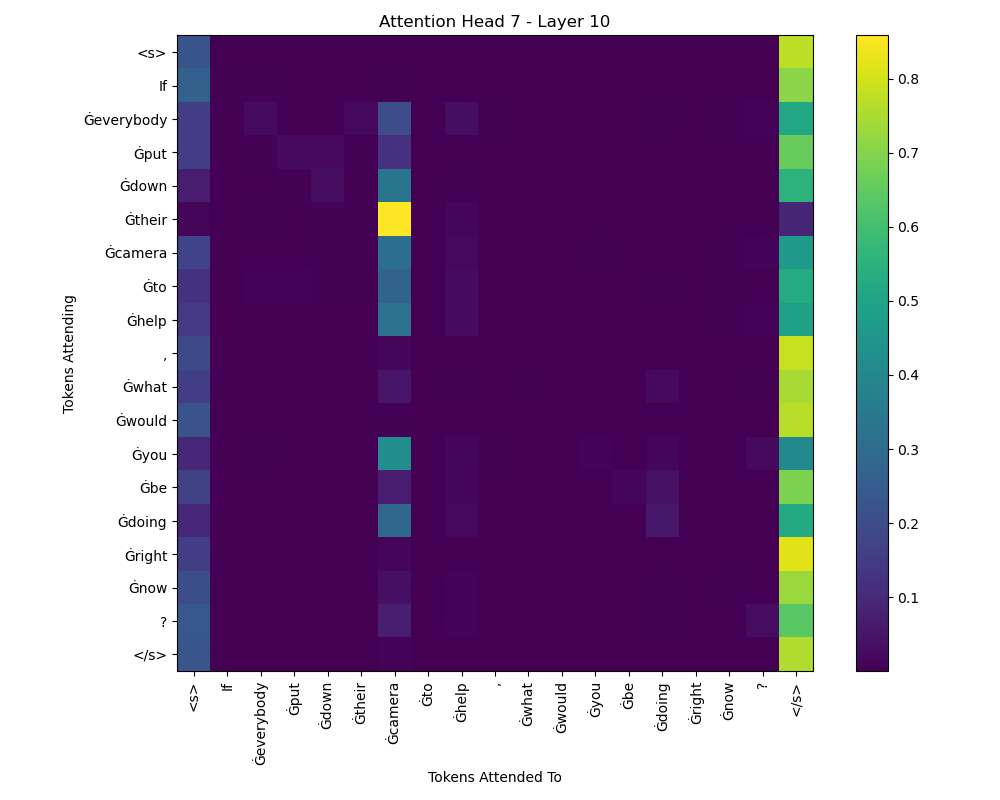 Attention Head 7 - Layer 10
Tokens Attending
<s>
If
Ġeverybody
Ġput
Ġdown
Ġtheir
Ġcamera
Ġto
Ġhelp
,
Ġwhat
Ġwould
Ġyou
Ġbe
Ġdoing
Ġright
Ġnow
?
</s>
<s>
If
Ġeverybody
Ġput
Ġdown
Ġtheir
Ġcamera
Ġto
Ġhelp
,
Ġwhat
Ġwould
Ġyou
Ġbe
Ġdoing
Ġright
Ġnow
?
</s>
Tokens Attended To
0.8
0.7
0.6
0.5
0.4
0.3
0.2
0.1